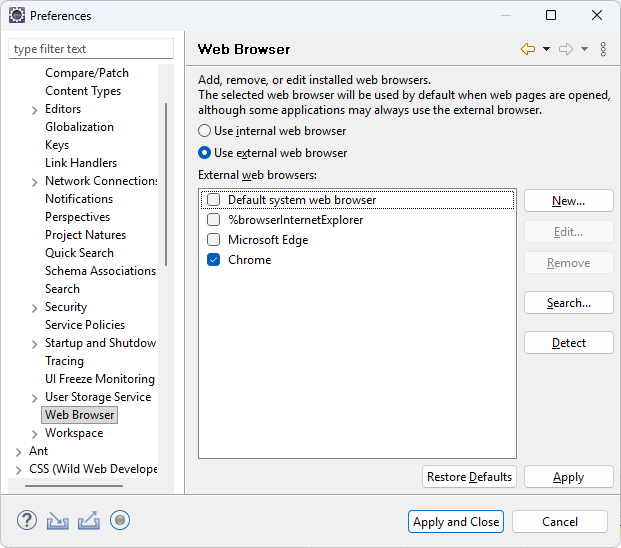 Preferences
type filter text
Compare/Patch
Content Types
Editors
Globalization
Keys
Link Handlers
Network Connections
Notifications
Perspectives
Project Natures
Quick Search
Schema Associations
Search
Security
Service Policies
Startup and Shutdow
Tracing
UI Freeze Monitoring
User Storage Service
Web Browser
Workspace
Ant
CSS (Wild Web Develope
Web Browser
Add, remove, or edit installed web browsers.
The selected web browser will be used by default when web pages are opened,
although some applications may always use the external browser.
Use internal web browser
Use external web browser
External web browsers:
Default system web browser
%browserInternetExplorer
Microsoft Edge
Chrome
New...
Edit...
Remove
Search...
Detect
Restore Defaults
Apply
Apply and Close
Cancel